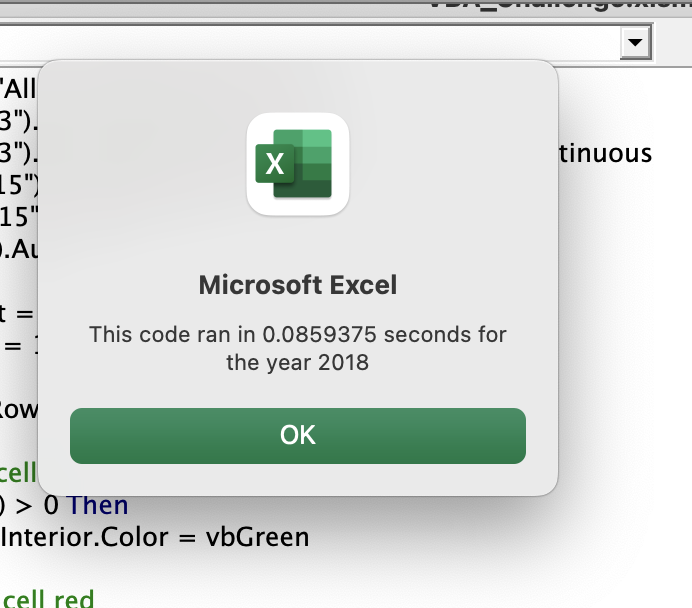 "All
3").
3").
tinuous
15")
15"
).Au
Microsoft Excel
t =
This code ran in 0.0859375 seconds for
= 1
the year 2018
Row
OK
cell
) > 0 Then
Interior.Color = vbGreen
cell red